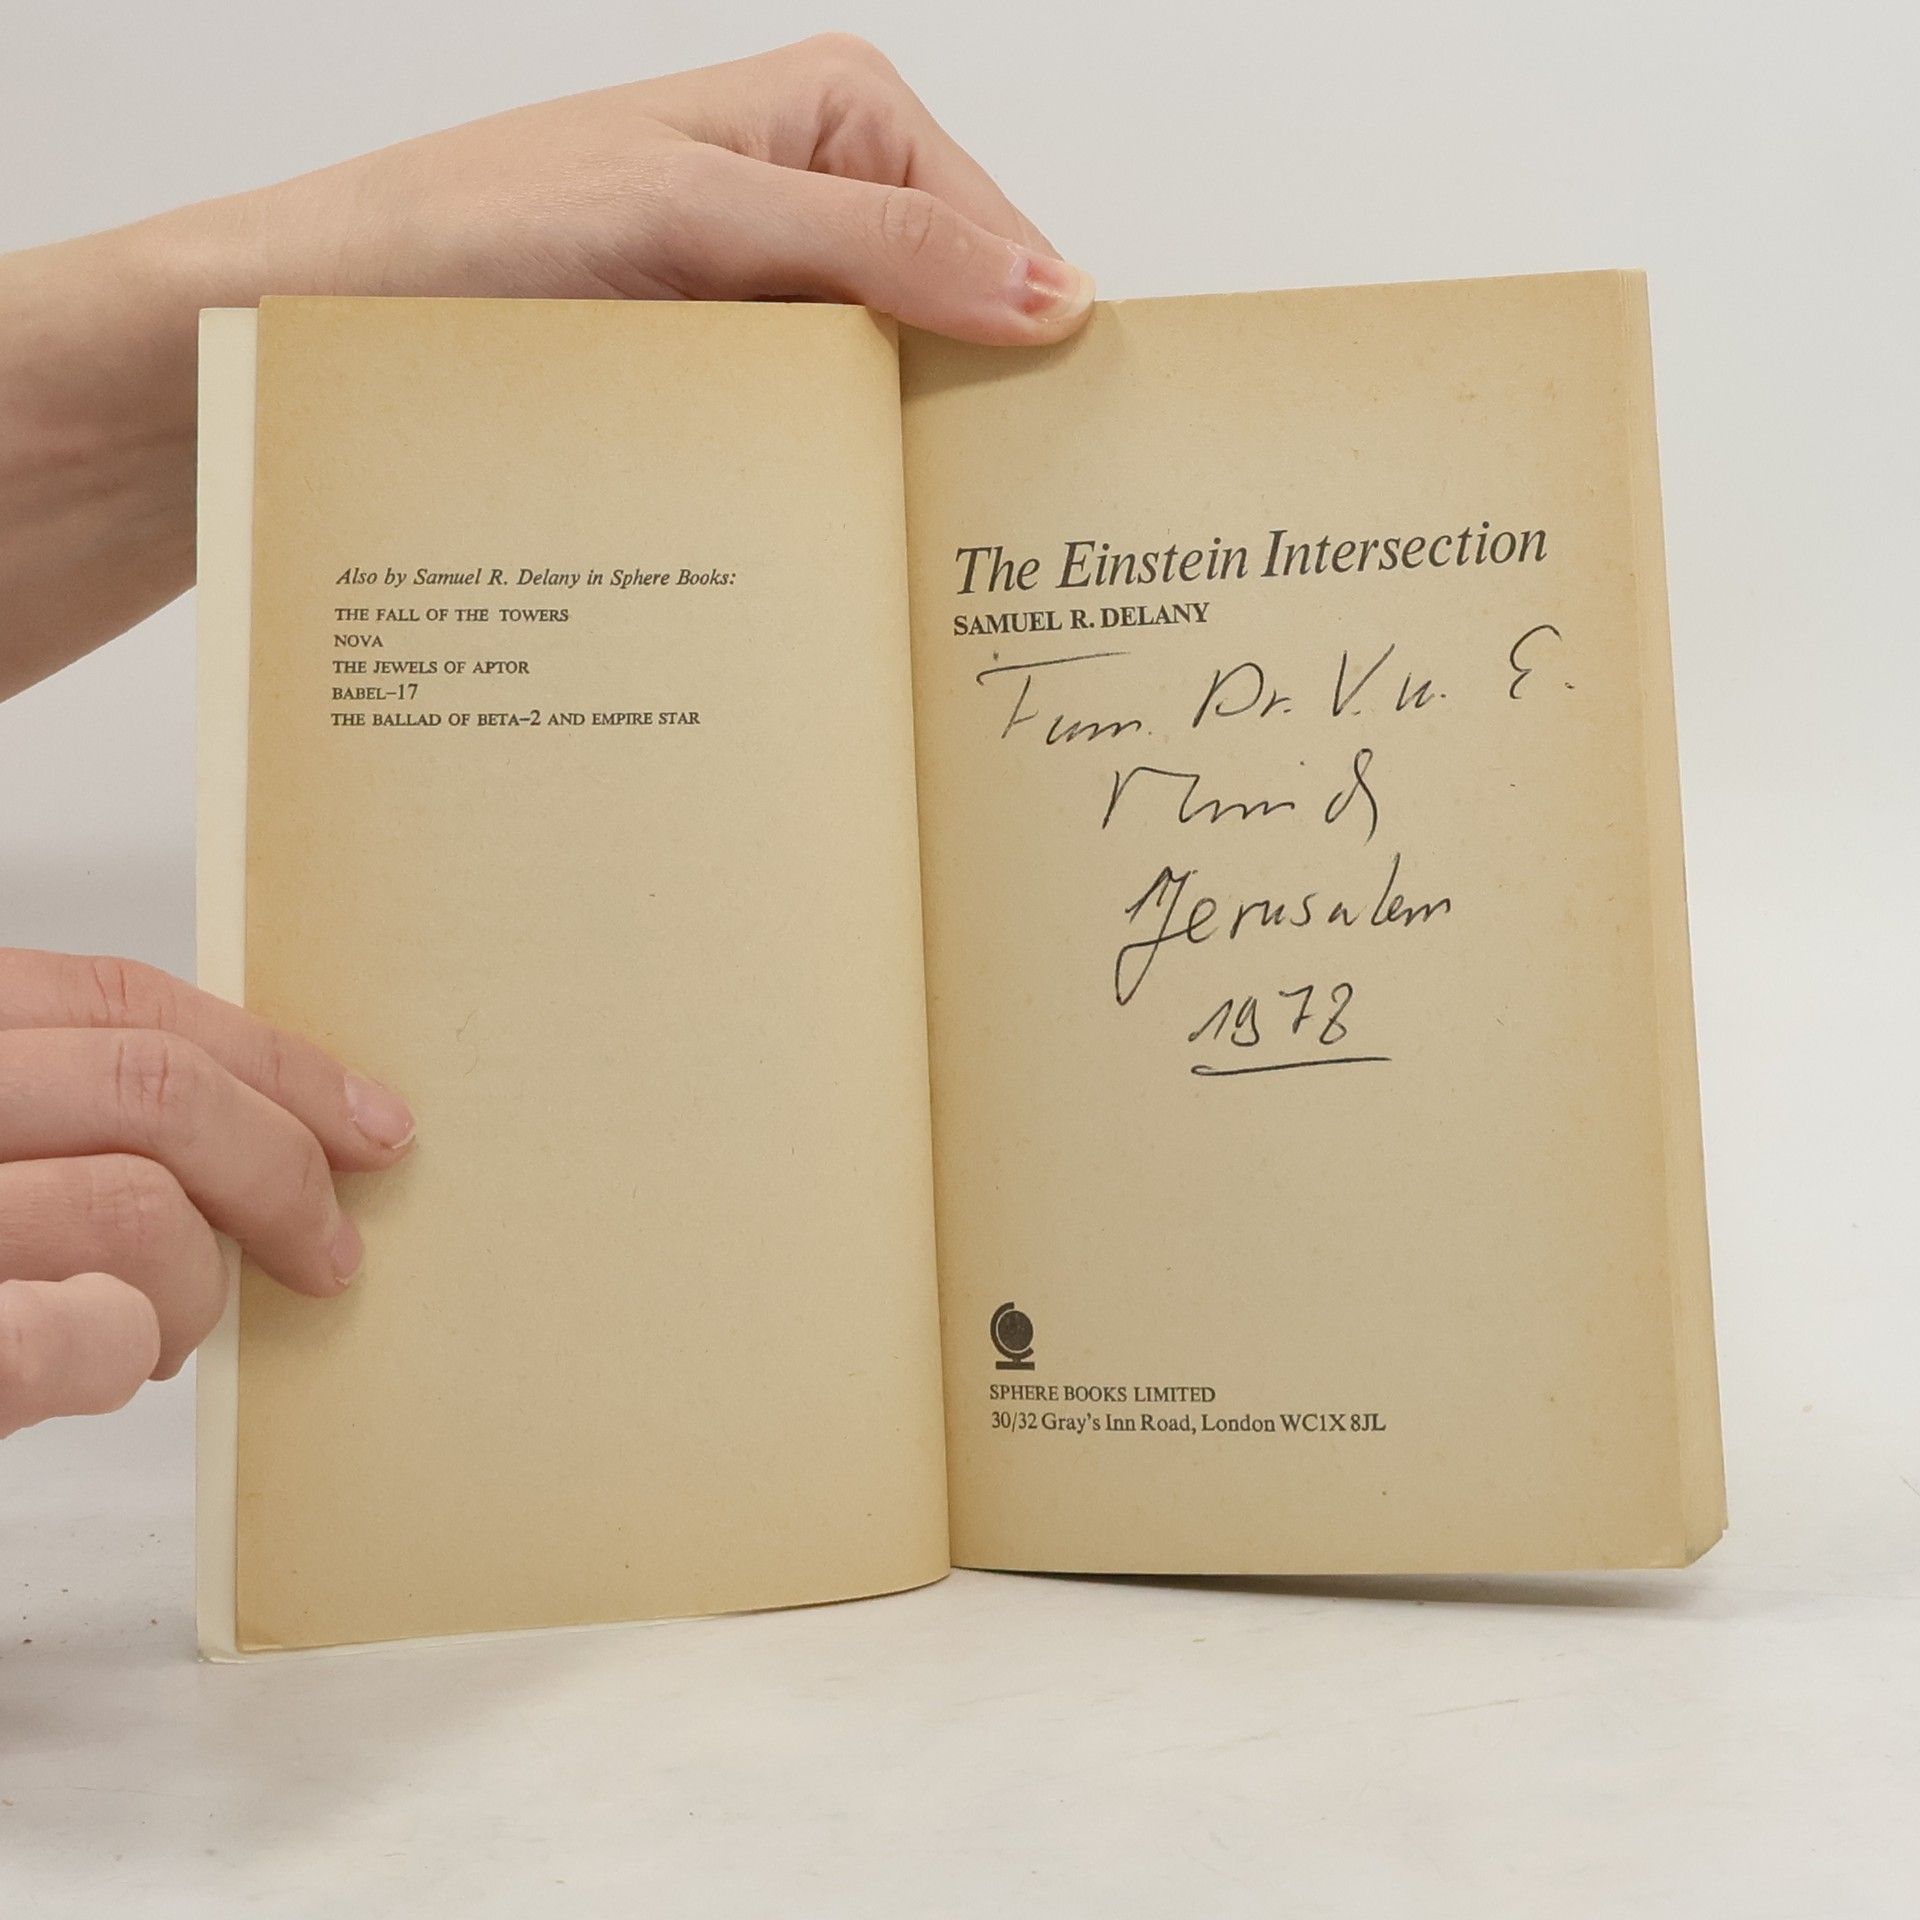 Also by Samuel R. Delany in Sphere Books:
THE FALL OF THE TOWERS
NOVA
THE JEWELS OF APTOR
BABEL–17
THE BALLAD OF BETA–2 AND EMPIRE STAR
The Einstein Intersection
SAMUEL R. DELANY
Fam. Dr. V. u. E.
Jerusalem
1978
SPHERE BOOKS LIMITED
30/32 Gray's Inn Road, London WC1X 8JL